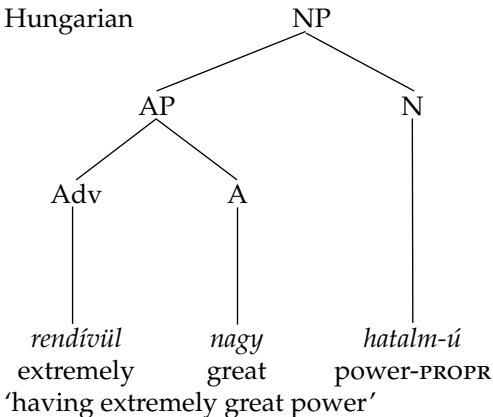 Hungarian NP
AP N
Adv A
rendívül nagy hatalm-ú
extremely great power-PROPR
‘having extremely great power’